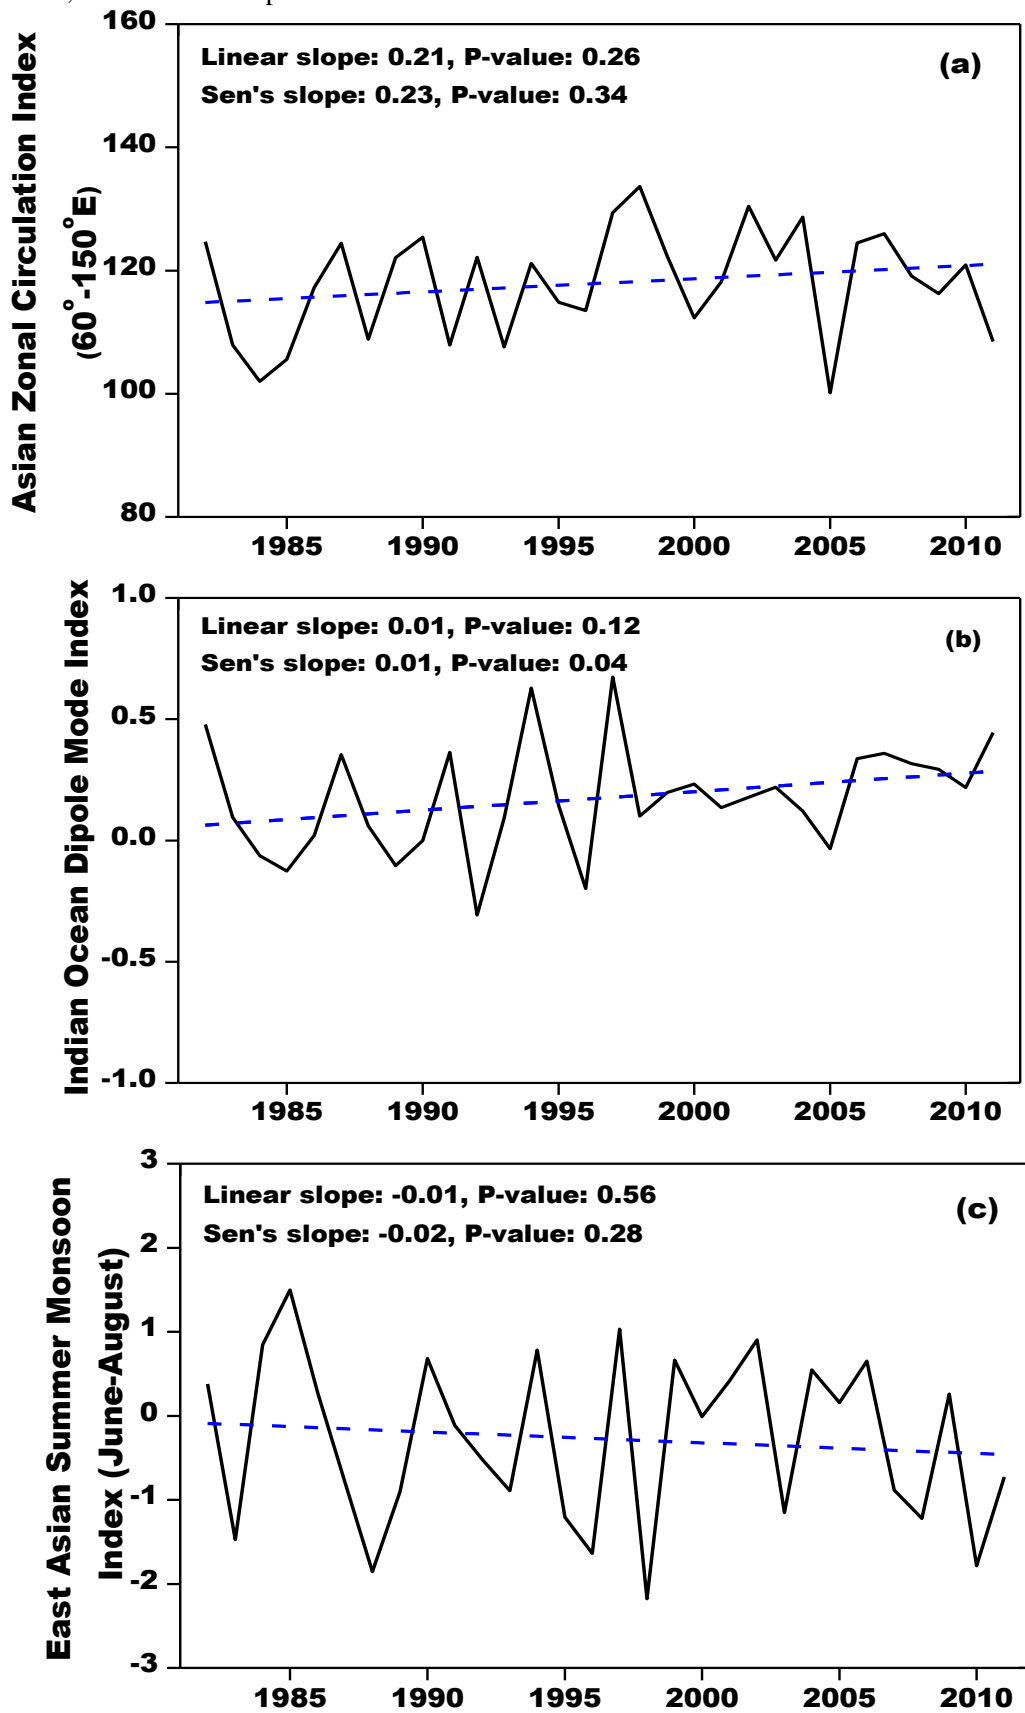 160
140
120
100
80
Asian Zonal Circulation Index
(60°-150°E)
Linear slope: 0.21, P-value: 0.26
Sen's slope: 0.23, P-value: 0.34
(a)
1985 1990 1995 2000 2005 2010
1.0
0.5
0.0
-0.5
-1.0
Indian Ocean Dipole Mode Index
Linear slope: 0.01, P-value: 0.12
Sen's slope: 0.01, P-value: 0.04
(b)
1985 1990 1995 2000 2005 2010
3
2
1
0
-1
-2
-3
East Asian Summer Monsoon
Index (June-August)
Linear slope: -0.01, P-value: 0.56
Sen's slope: -0.02, P-value: 0.28
(c)
1985 1990 1995 2000 2005 2010